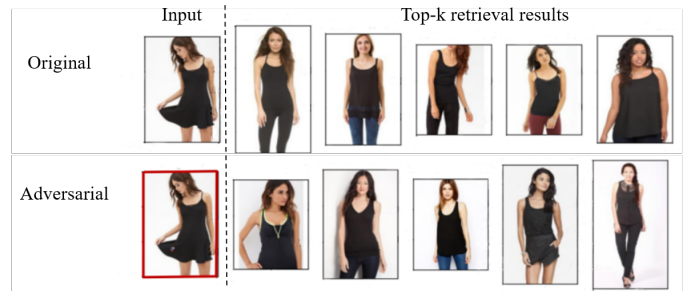 Input
Top-k retrieval results
Original
Adversarial